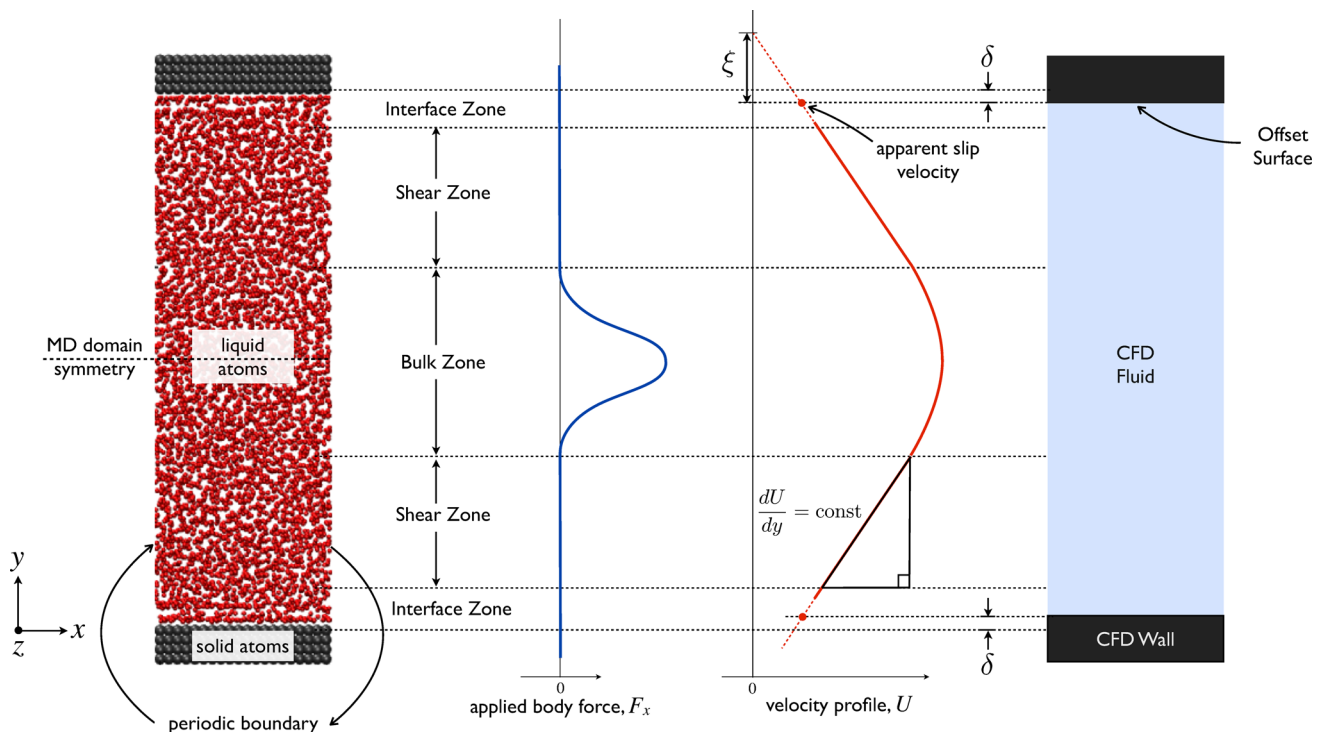 ξ
δ
Interface Zone
apparent slip
velocity
Offset
Surface
Shear Zone
MD domain
symmetry
liquid
atoms
Bulk Zone
CFD
Fluid
dU
dy
= const
Shear Zone
y
x
z
Interface Zone
solid atoms
δ
CFD Wall
0
0
applied body force, Fₓ
velocity profile, U
periodic boundary